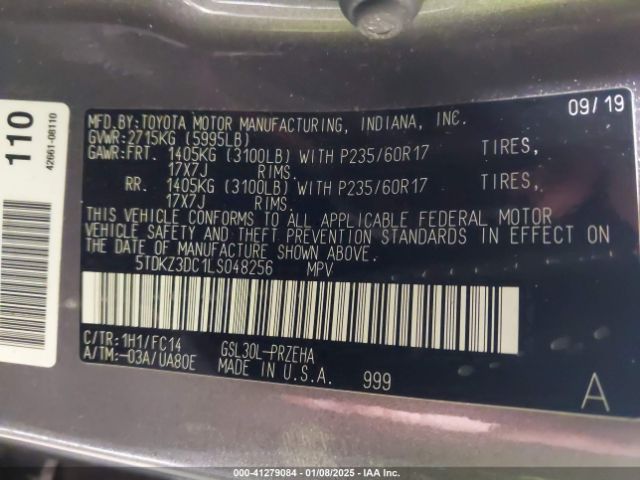 110
42661-08110
MFD.BY:TOYOTA MOTOR MANUFACTURING, INDIANA, INC. 09/19
GVWR:2715KG (5995LB)
GAWR:FRT. 1405KG (3100LB) WITH P235/60R17 TIRES,
17X7J RIMS.
RR. 1405KG (3100LB) WITH P235/60R17 TIRES,
17X7J RIMS.
THIS VEHICLE CONFORMS TO ALL APPLICABLE FEDERAL MOTOR
VEHICLE SAFETY AND THEFT PREVENTION STANDARDS IN EFFECT ON
THE DATE OF MANUFACTURE SHOWN ABOVE.
5TDKZ3DC1LS048256 MPV
C/TR:1H1/FC14 GSL30L-PRZEHA
A/TM:-03A/UA80E MADE IN U.S.A. 999
A
000-41279084 | 01/08/2025 - IAA Inc.